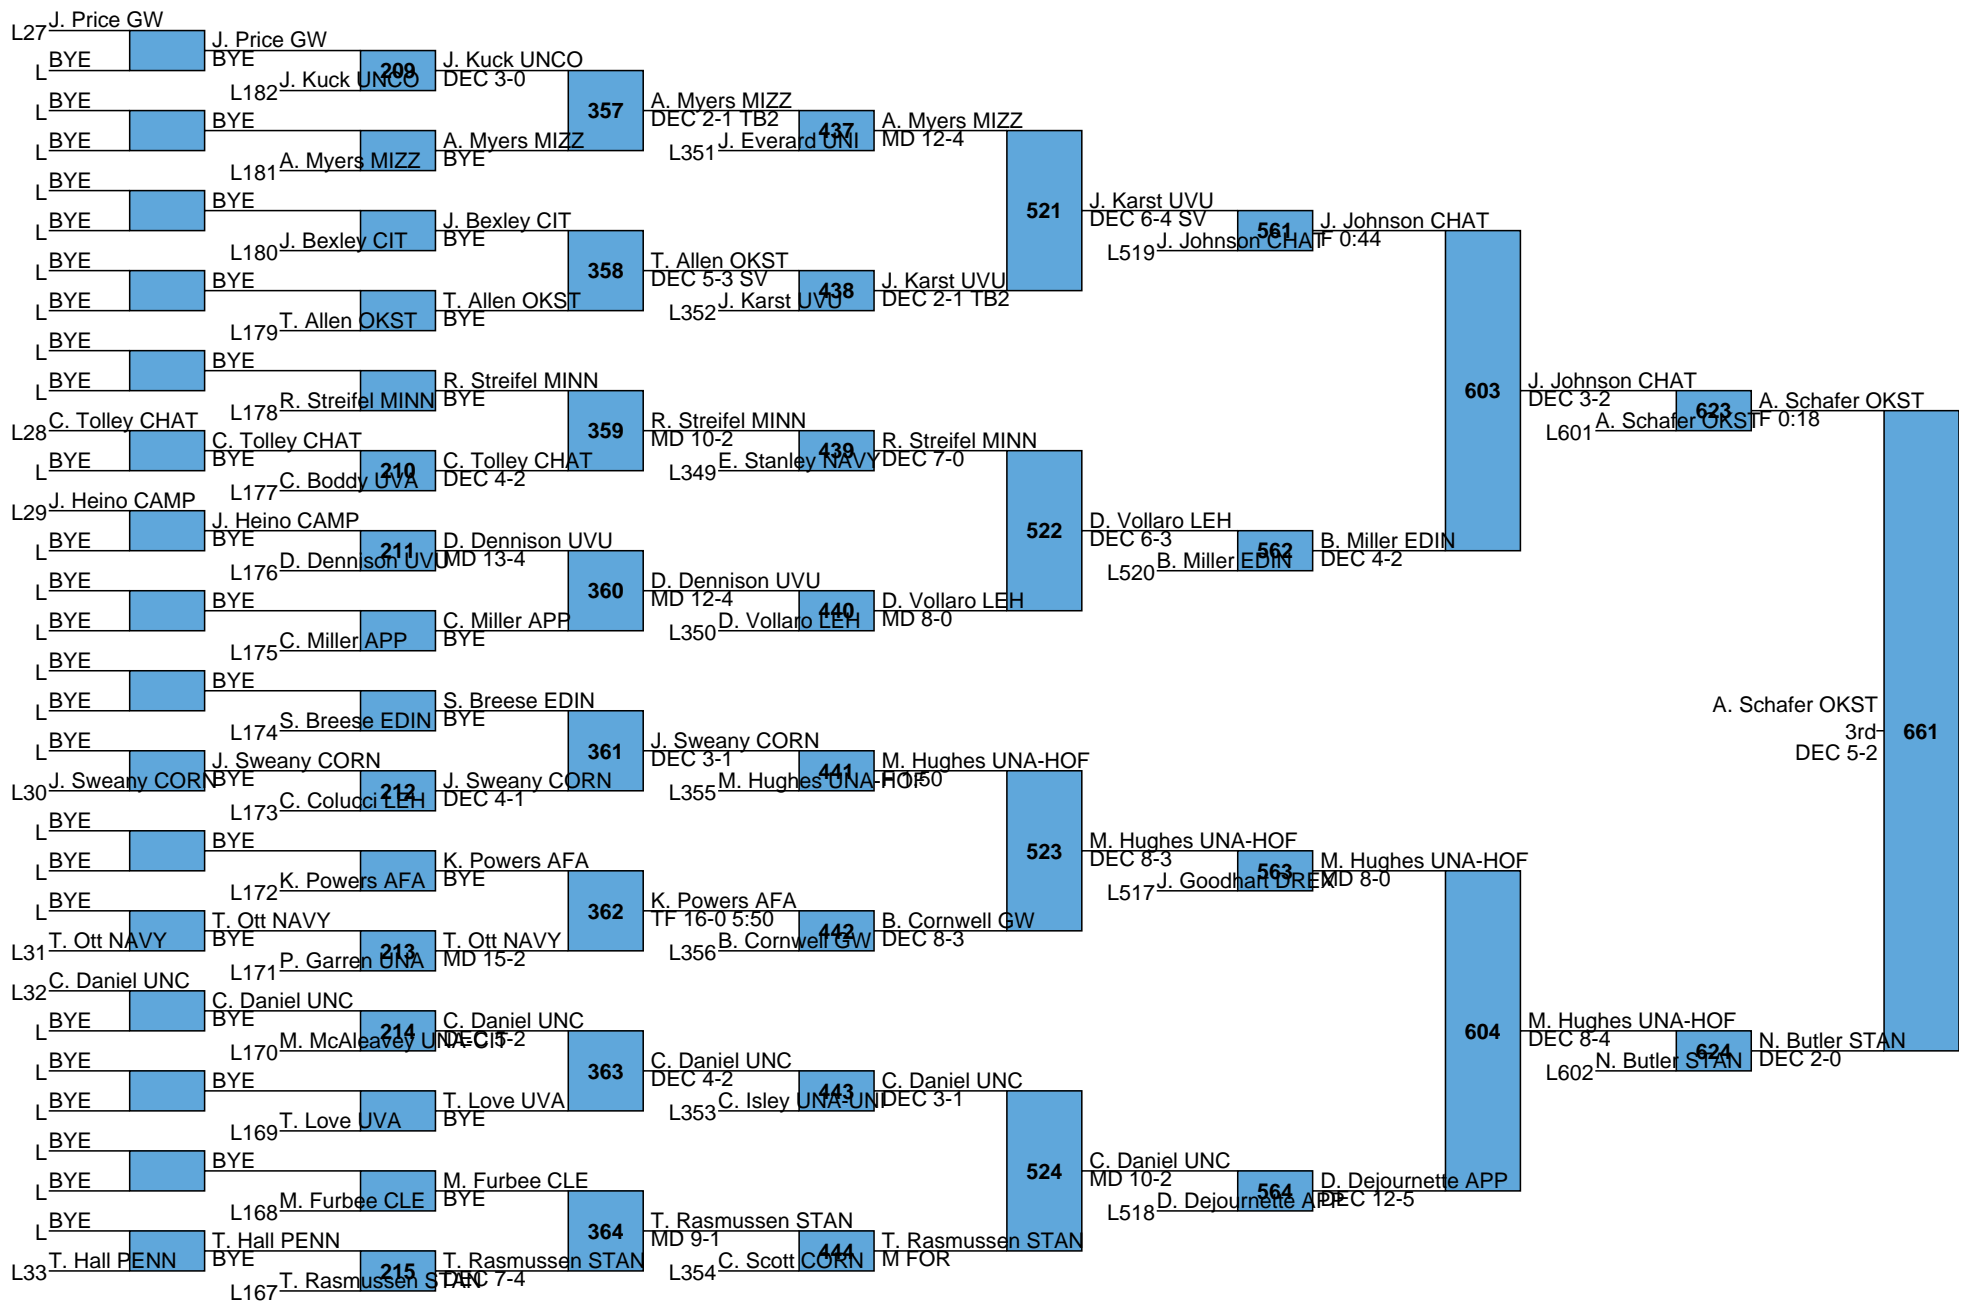 J. Price GW
L27
BYE
L
J. Price GW
BYE
209
L182
J. Kuck UNCO
J. Kuck UNCO
DEC 3-0
BYE
L
BYE
L
BYE
L181
A. Myers MIZZ
A. Myers MIZZ
BYE
357
A. Myers MIZZ
DEC 2-1 TB2
437
L351
J. Everard UNI
A. Myers MIZZ
MD 12-4
BYE
L
BYE
L
BYE
L180
J. Bexley CIT
J. Bexley CIT
BYE
BYE
L
BYE
L
BYE
L179
T. Allen OKST
T. Allen OKST
BYE
358
T. Allen OKST
DEC 5-3 SV
438
L352
J. Karst UVU
J. Karst UVU
DEC 2-1 TB2
521
J. Karst UVU
DEC 6-4 SV
561
L519
J. Johnson CHAT
J. Johnson CHAT
F 0:44
BYE
L
BYE
L
BYE
L178
R. Streifel MINN
R. Streifel MINN
BYE
C. Tolley CHAT
L28
BYE
L
C. Tolley CHAT
BYE
210
L177
C. Boddy UVA
C. Tolley CHAT
DEC 4-2
359
R. Streifel MINN
MD 10-2
439
L349
E. Stanley NAVY
R. Streifel MINN
DEC 7-0
J. Heino CAMP
L29
BYE
L
J. Heino CAMP
BYE
211
L176
D. Dennison UVU
D. Dennison UVU
MD 13-4
BYE
L
BYE
L
BYE
L175
C. Miller APP
C. Miller APP
BYE
360
D. Dennison UVU
MD 12-4
440
L350
D. Vollaro LEH
D. Vollaro LEH
MD 8-0
522
D. Vollaro LEH
DEC 6-3
562
L520
B. Miller EDIN
B. Miller EDIN
DEC 4-2
603
J. Johnson CHAT
DEC 3-2
623
L601
A. Schafer OKST
A. Schafer OKST
F 0:18
BYE
L
BYE
L
BYE
L174
S. Breese EDIN
S. Breese EDIN
BYE
BYE
L
J. Sweany CORN
L30
J. Sweany CORN
BYE
212
L173
C. Colucci LEH
J. Sweany CORN
DEC 4-1
361
J. Sweany CORN
DEC 3-1
441
L355
M. Hughes UNA-HOF
M. Hughes UNA-HOF
F 1:50
BYE
L
BYE
L
BYE
L172
K. Powers AFA
K. Powers AFA
BYE
BYE
L
T. Ott NAVY
L31
T. Ott NAVY
BYE
213
L171
P. Garren UNA
T. Ott NAVY
MD 15-2
362
K. Powers AFA
TF 16-0 5:50
442
L356
B. Cornwell GW
B. Cornwell GW
DEC 8-3
523
M. Hughes UNA-HOF
DEC 8-3
563
L517
J. Goodhart DREX
M. Hughes UNA-HOF
MD 8-0
C. Daniel UNC
L32
BYE
L
C. Daniel UNC
BYE
214
L170
M. McAleavey UNA-CIT
C. Daniel UNC
DEC 5-2
BYE
L
BYE
L
BYE
L169
T. Love UVA
T. Love UVA
BYE
363
C. Daniel UNC
DEC 4-2
443
L353
C. Isley UNA-UNI
C. Daniel UNC
DEC 3-1
BYE
L
BYE
L
BYE
L168
M. Furbee CLE
M. Furbee CLE
BYE
BYE
L
T. Hall PENN
L33
T. Hall PENN
BYE
215
L167
T. Rasmussen STAN
T. Rasmussen STAN
DEC 7-4
364
T. Rasmussen STAN
MD 9-1
444
L354
C. Scott CORN
T. Rasmussen STAN
M FOR
524
C. Daniel UNC
MD 10-2
564
L518
D. Dejournette APP
D. Dejournette APP
DEC 12-5
604
M. Hughes UNA-HOF
DEC 8-4
624
L602
N. Butler STAN
N. Butler STAN
DEC 2-0
661
A. Schafer OKST
3rd
DEC 5-2